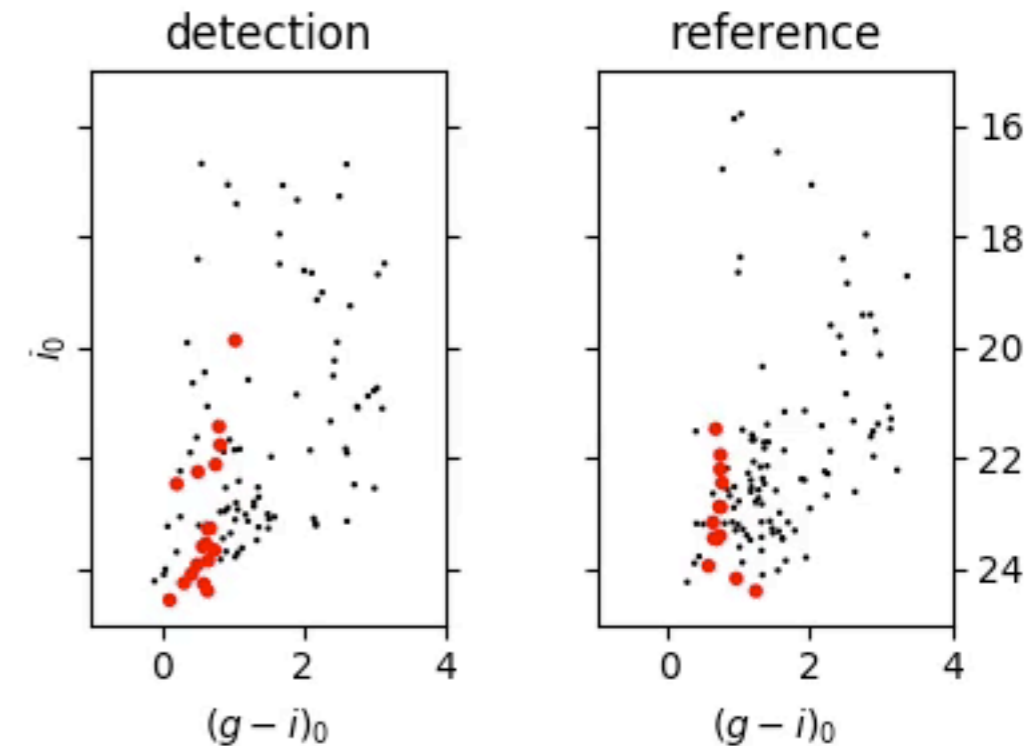 detection reference
16
18
i₀ 20
22
24
0 2 4 0 2 4
(g − i)₀ (g − i)₀